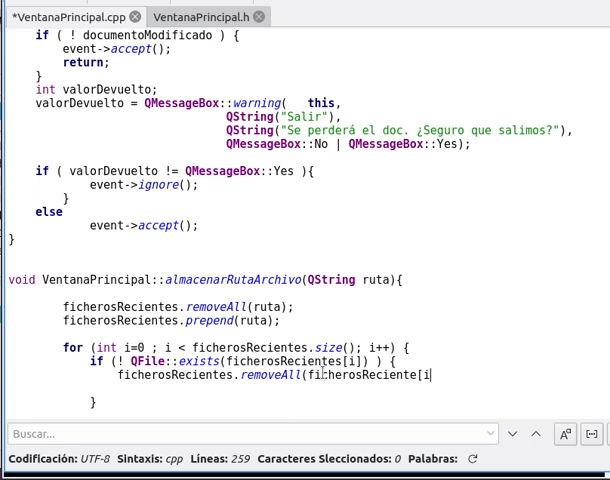 *VentanaPrincipal.cpp
VentanaPrincipal.h
if ( ! documentoModificado ) {
event->accept();
return;
}
int valorDevuelto;
valorDevuelto = QMessageBox::warning( this,
QString("Salir"),
QString("Se perderá el doc. ¿Seguro que salimos?"),
QMessageBox::No | QMessageBox::Yes);
if ( valorDevuelto != QMessageBox::Yes ){
event->ignore();
}
else
event->accept();
}
void VentanaPrincipal::almacenarRutaArchivo(QString ruta){
ficherosRecientes.removeAll(ruta);
ficherosRecientes.prepend(ruta);
for (int i=0 ; i < ficherosRecientes.size(); i++) {
if (! QFile::exists(ficherosRecientes[i]) ) {
ficherosRecientes.removeAll(ficherosReciente[i
}
Buscar...
Codificación: UTF-8 Sintaxis: cpp Líneas: 259 Caracteres Sleccionados: 0 Palabras: